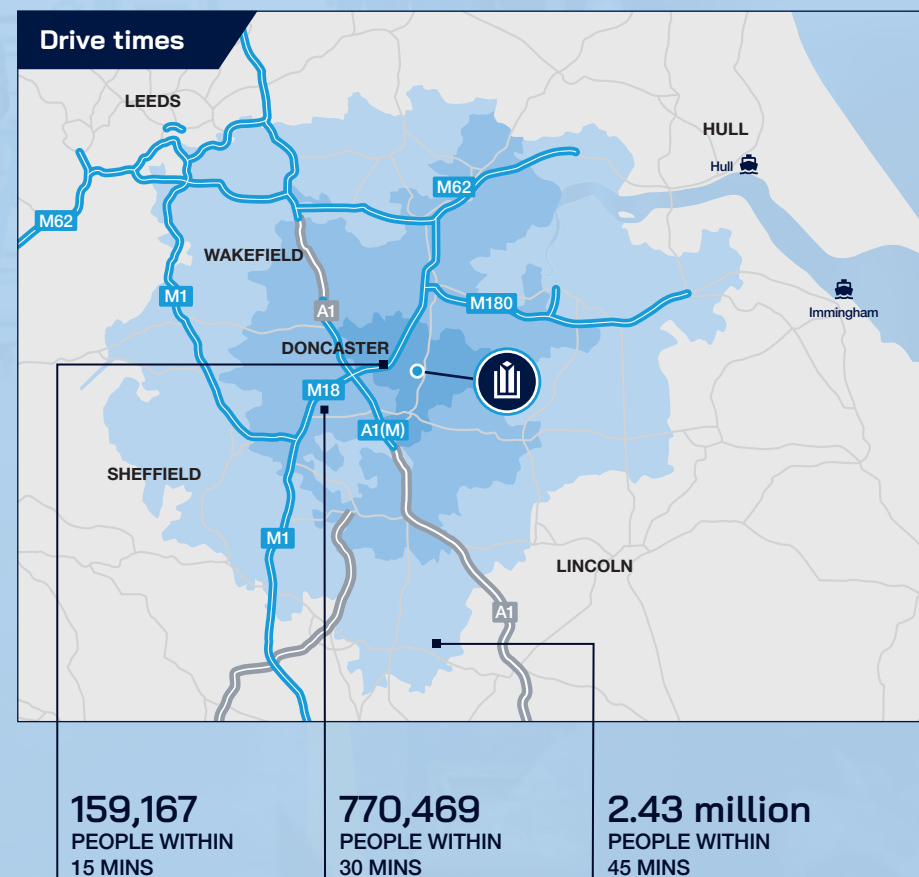 Drive times
LEEDS
HULL
Hull
M62
M62
WAKEFIELD
M1
M180
A1
Immingham
DONCASTER
M18
A1(M)
SHEFFIELD
M1
LINCOLN
A1
159,167
PEOPLE WITHIN
15 MINS
770,469
PEOPLE WITHIN
30 MINS
2.43 million
PEOPLE WITHIN
45 MINS